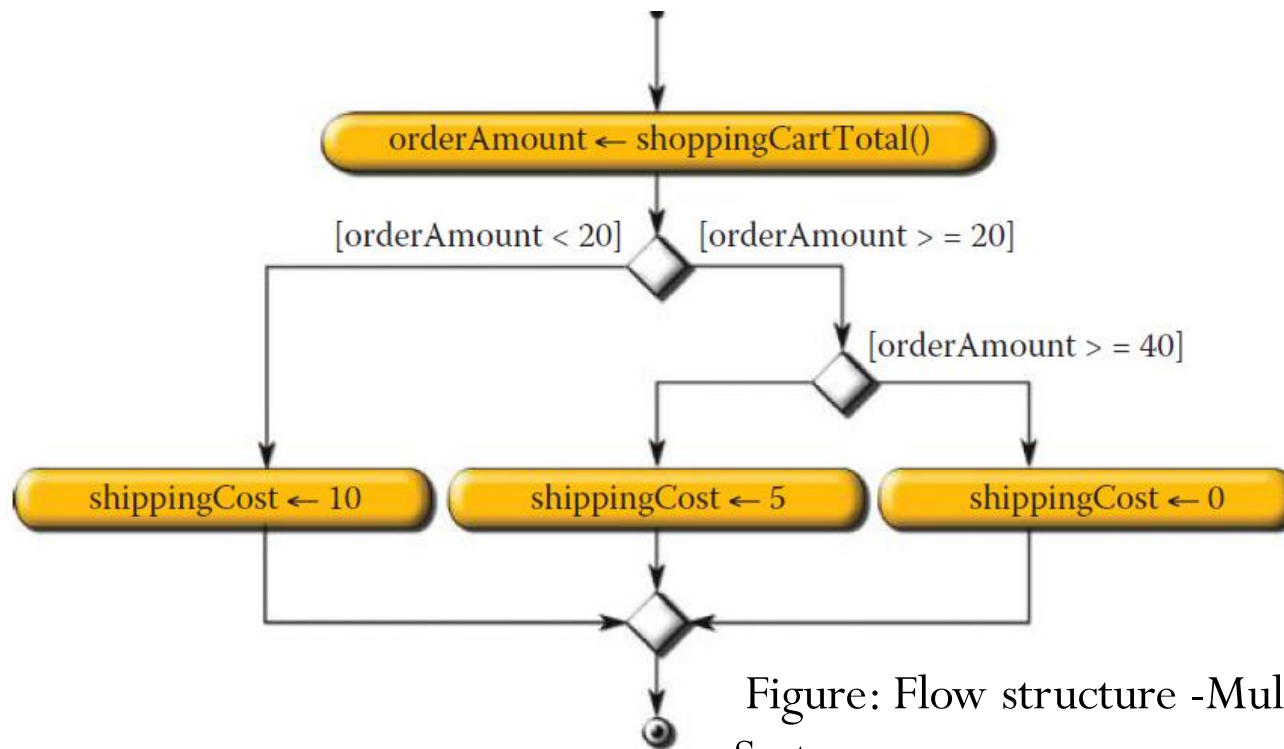 orderAmount ← shoppingCartTotal()
[orderAmount < 20] [orderAmount > = 20]
[orderAmount > = 40]
shippingCost ← 10 shippingCost ← 5 shippingCost ← 0
Figure: Flow structure -Mul